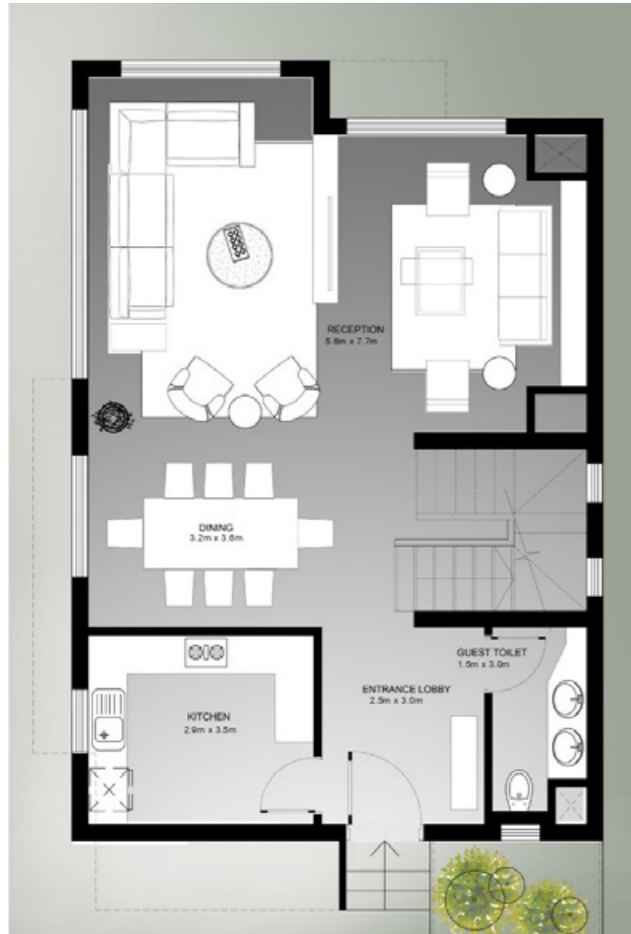 RECEPTION
5.6m x 7.7m
DINING
3.2m x 3.6m
GUEST TOILET
1.5m x 3.0m
ENTRANCE LOBBY
2.5m x 3.0m
KITCHEN
2.9m x 3.5m